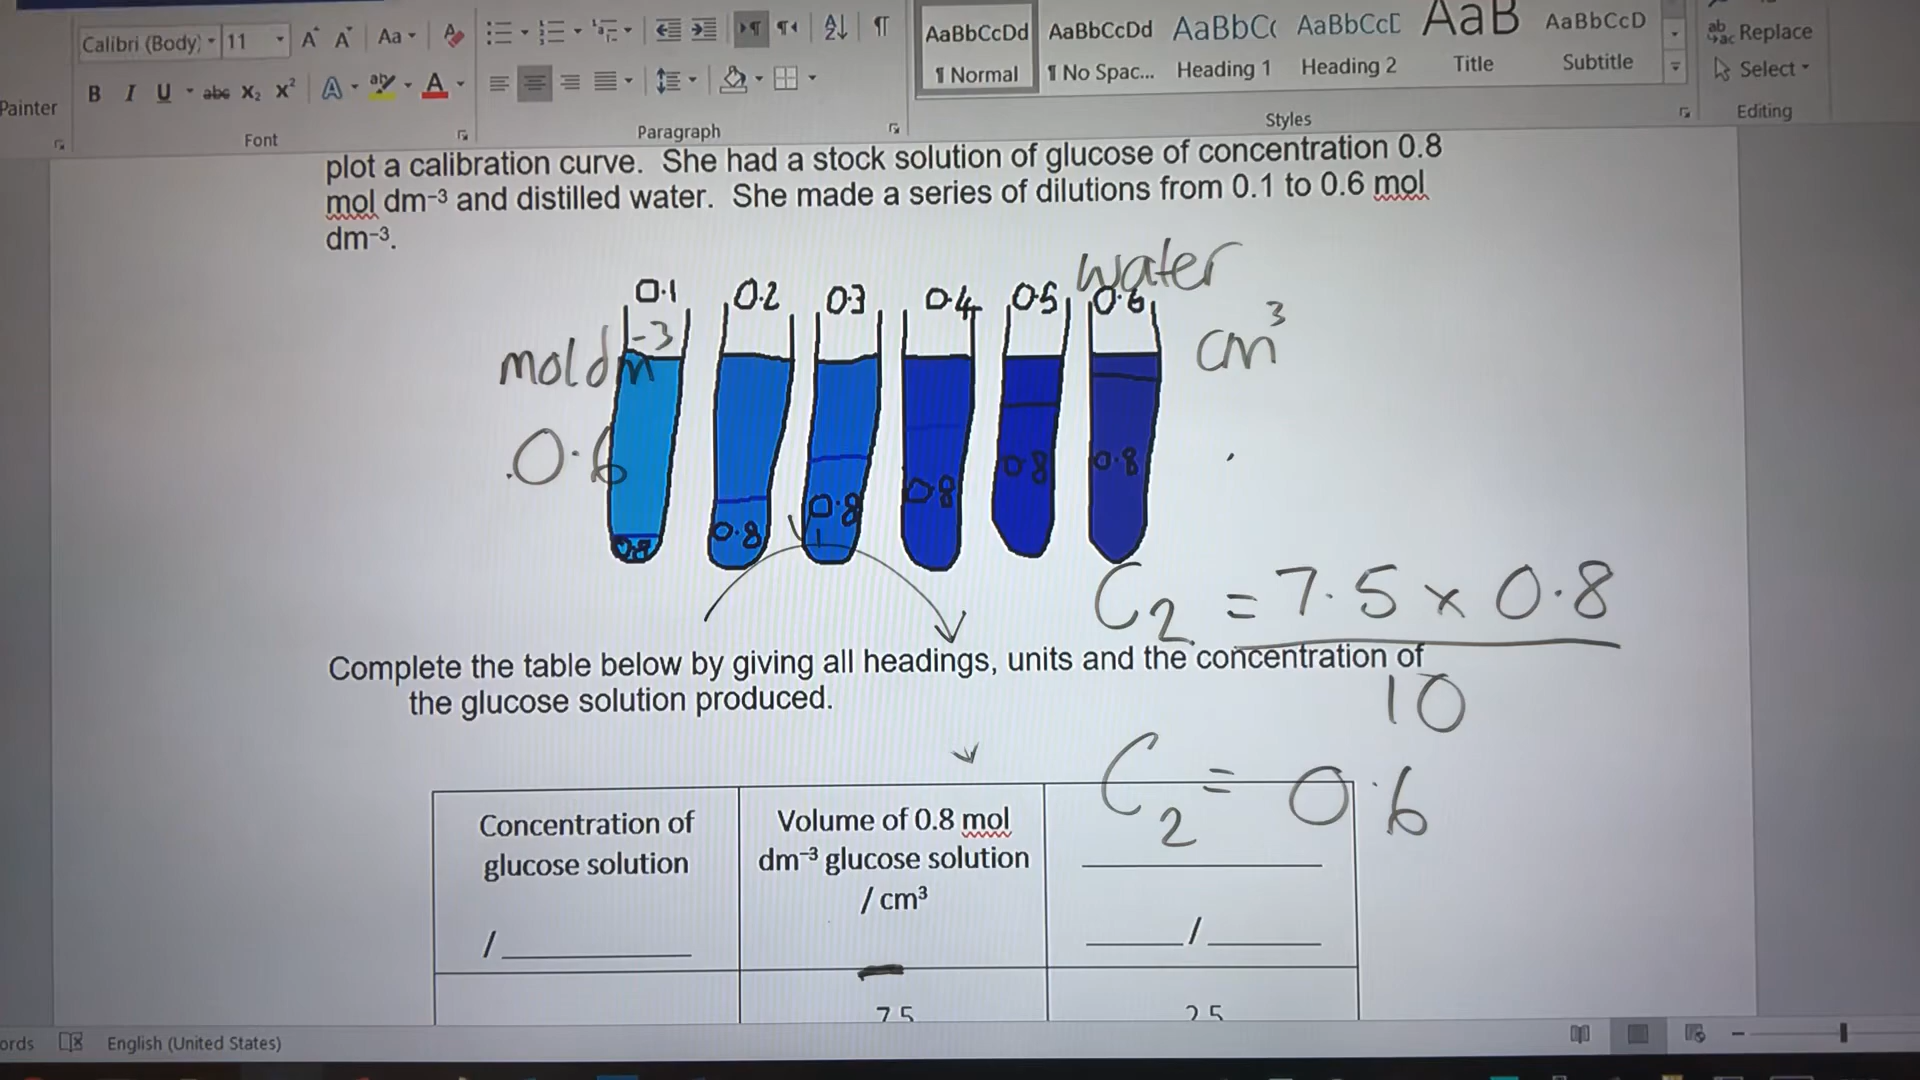 Calibri (Body) 11 A A Aa A
AaBbCcDd AaBbCcDd AaBbC( AaBbCcD AaB AaBbCcD
Replace
¶ Normal ¶ No Spac... Heading 1 Heading 2 Title Subtitle
Select
Painter
B I U abc X₂ X² A ab A
Font Paragraph Styles Editing
plot a calibration curve. She had a stock solution of glucose of concentration 0.8
mol dm⁻³ and distilled water. She made a series of dilutions from 0.1 to 0.6 mol
dm⁻³.
water
0.1 0.2 0.3 0.4 0.5 0.6
mol dm⁻³
cm³
0.6
0.8 0.8 0.8 0.8 0.8
C₂ = 7.5 x 0.8
10
Complete the table below by giving all headings, units and the concentration of
the glucose solution produced.
C₂ = 0.6
Concentration of
glucose solution
/
Volume of 0.8 mol
dm⁻³ glucose solution
/ cm³
/
7.5 2.5
ords English (United States)